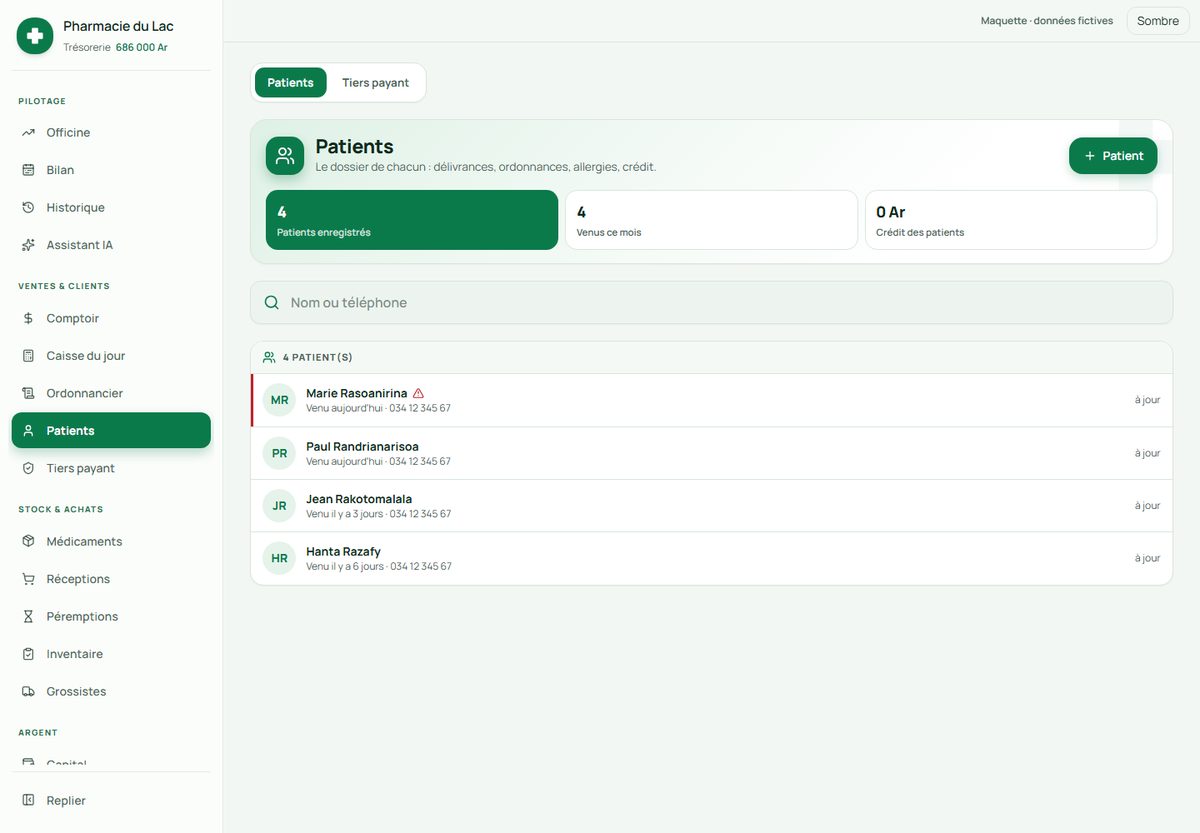 Pharmacie du Lac
Trésorerie 686 000 Ar
PILOTAGE
Officine
Bilan
Historique
Assistant IA
VENTES & CLIENTS
Comptoir
Caisse du jour
Ordonnancier
Patients
Tiers payant
STOCK & ACHATS
Médicaments
Réceptions
Péremptions
Inventaire
Grossistes
ARGENT
Capital
Replier
Maquette · données fictives
Sombre
Patients
Tiers payant
Patients
Le dossier de chacun : délivrances, ordonnances, allergies, crédit.
+ Patient
4
Patients enregistrés
4
Venus ce mois
0 Ar
Crédit des patients
Nom ou téléphone
4 PATIENT(S)
MR
Marie Rasoanirina
Venu aujourd'hui · 034 12 345 67
à jour
PR
Paul Randrianarisoa
Venu aujourd'hui · 034 12 345 67
à jour
JR
Jean Rakotomalala
Venu il y a 3 jours · 034 12 345 67
à jour
HR
Hanta Razafy
Venu il y a 6 jours · 034 12 345 67
à jour